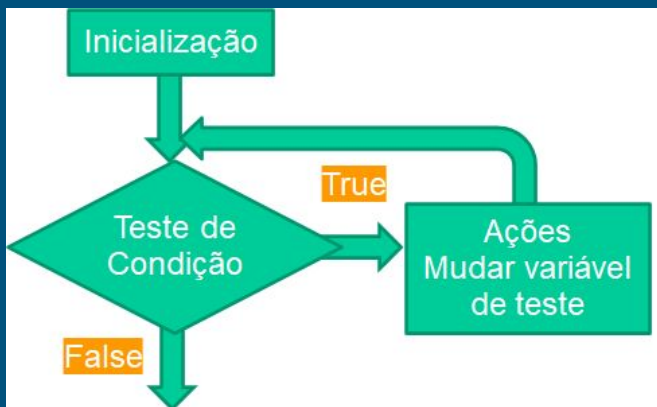 Inicialização
True
Teste de
Condição
Ações
Mudar variável
de teste
False